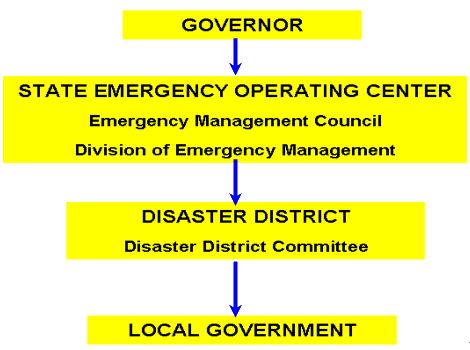 GOVERNOR
STATE EMERGENCY OPERATING CENTER
Emergency Management Council
Division of Emergency Management
DISASTER DISTRICT
Disaster District Committee
LOCAL GOVERNMENT